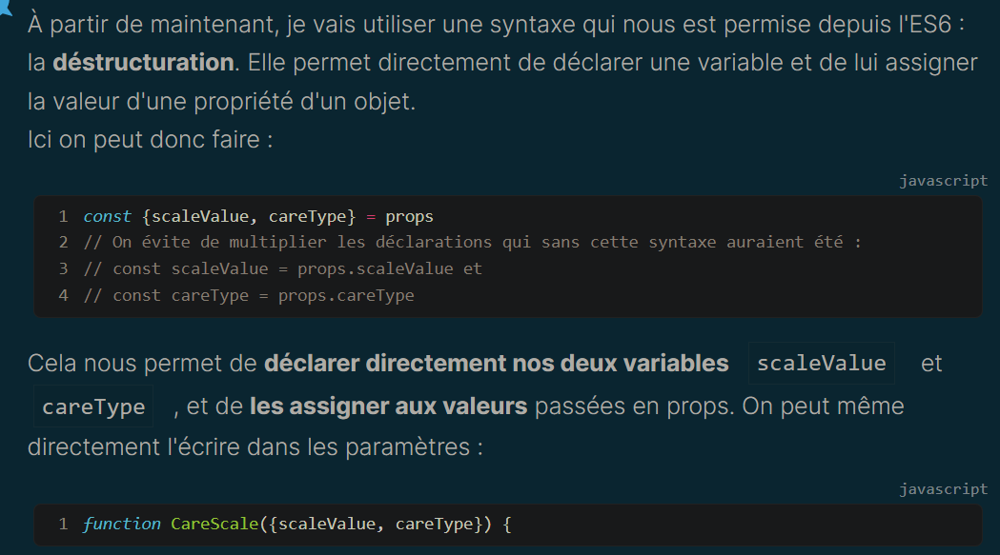 À partir de maintenant, je vais utiliser une syntaxe qui nous est permise depuis l'ES6 :
la déstructuration. Elle permet directement de déclarer une variable et de lui assigner
la valeur d'une propriété d'un objet.
Ici on peut donc faire :
javascript
1 const {scaleValue, careType} = props
2 // On évite de multiplier les déclarations qui sans cette syntaxe auraient été :
3 // const scaleValue = props.scaleValue et
4 // const careType = props.careType
Cela nous permet de déclarer directement nos deux variables scaleValue et
careType , et de les assigner aux valeurs passées en props. On peut même
directement l'écrire dans les paramètres :
javascript
1 function CareScale({scaleValue, careType}) {